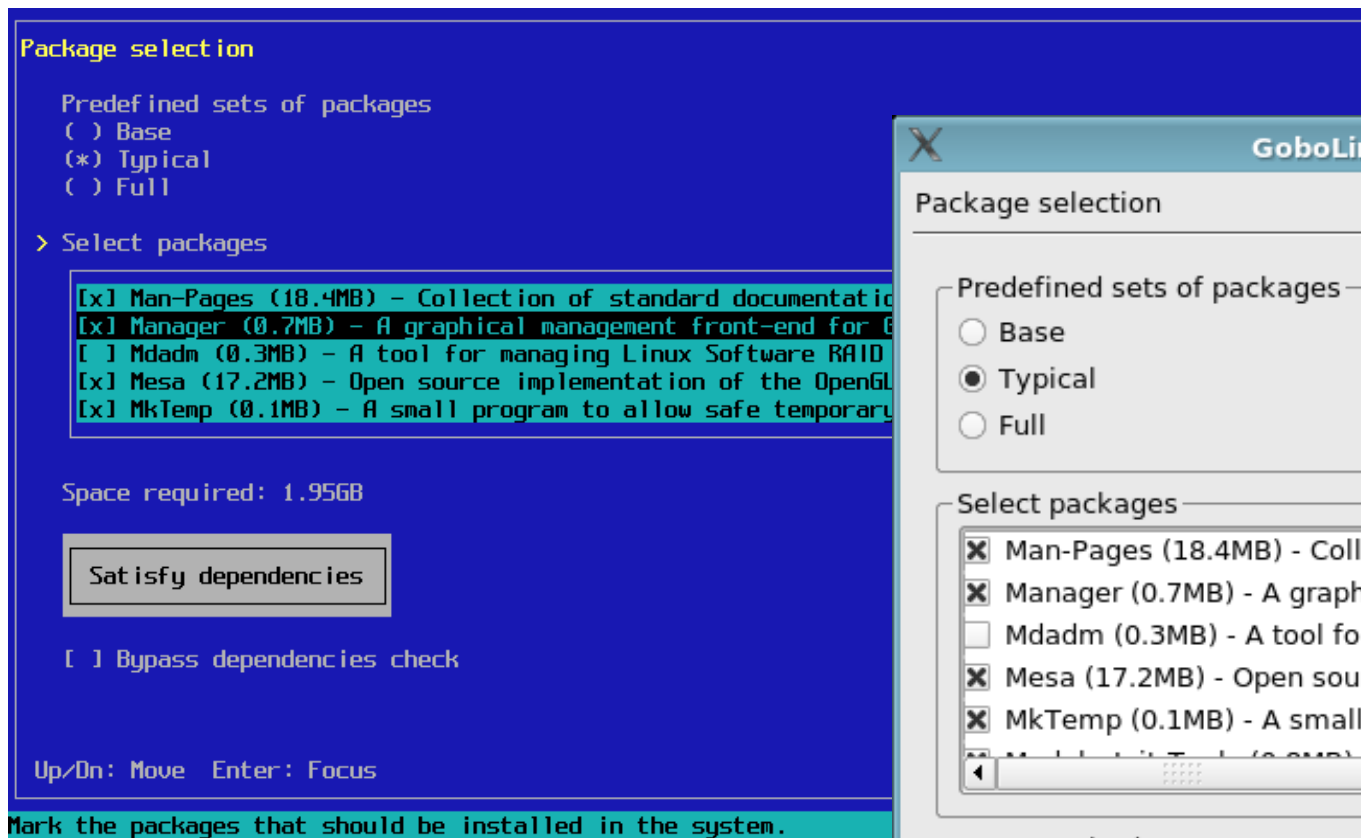 Package selection
Predefined sets of packages
( ) Base
(*) Typical
( ) Full
> Select packages
[x] Man-Pages (18.4MB) - Collection of standard documentatio
[x] Manager (0.7MB) - A graphical management front-end for G
[ ] Mdadm (0.3MB) - A tool for managing Linux Software RAID
[x] Mesa (17.2MB) - Open source implementation of the OpenGL
[x] MkTemp (0.1MB) - A small program to allow safe temporary
Space required: 1.95GB
Satisfy dependencies
[ ] Bypass dependencies check
Up/Dn: Move Enter: Focus
Mark the packages that should be installed in the system.
GoboLi
Package selection
Predefined sets of packages
Base
Typical
Full
Select packages
Man-Pages (18.4MB) - Coll
Manager (0.7MB) - A graph
Mdadm (0.3MB) - A tool fo
Mesa (17.2MB) - Open sou
MkTemp (0.1MB) - A small